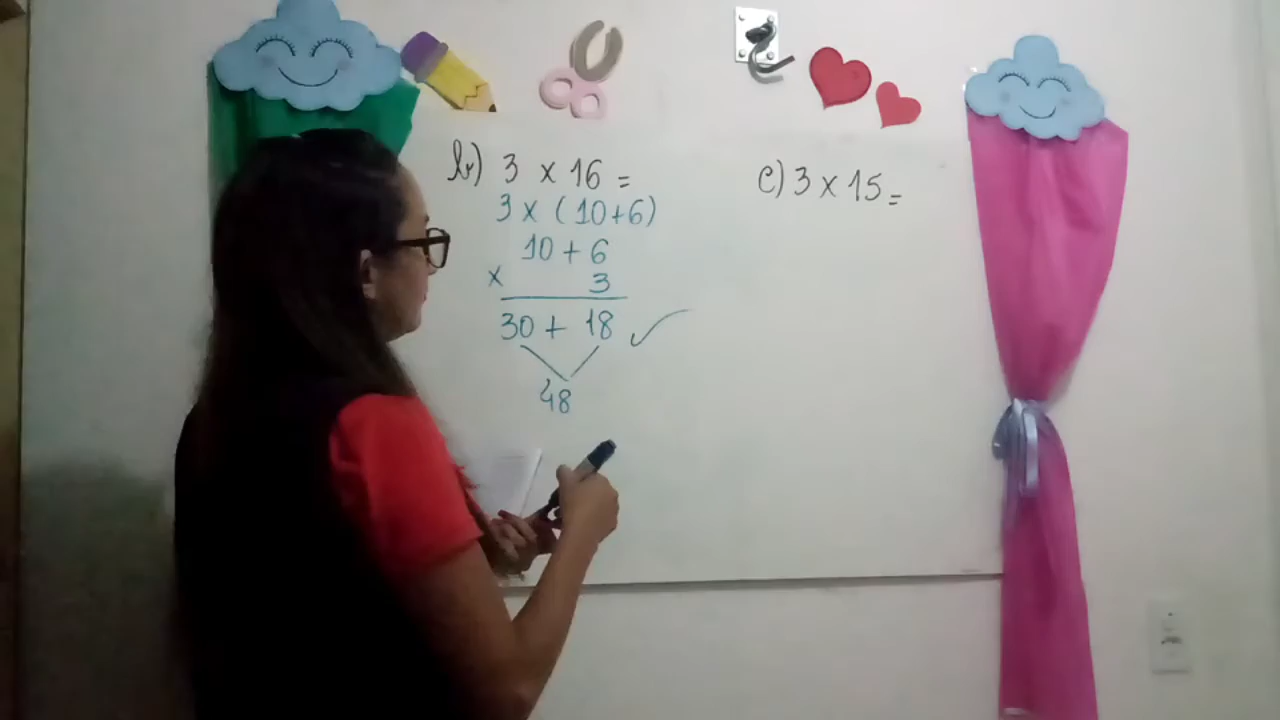 b) 3 x 16 =
3 x (10+6)
10 + 6
x 3
30 + 18 ✓
48
c) 3 x 15 =